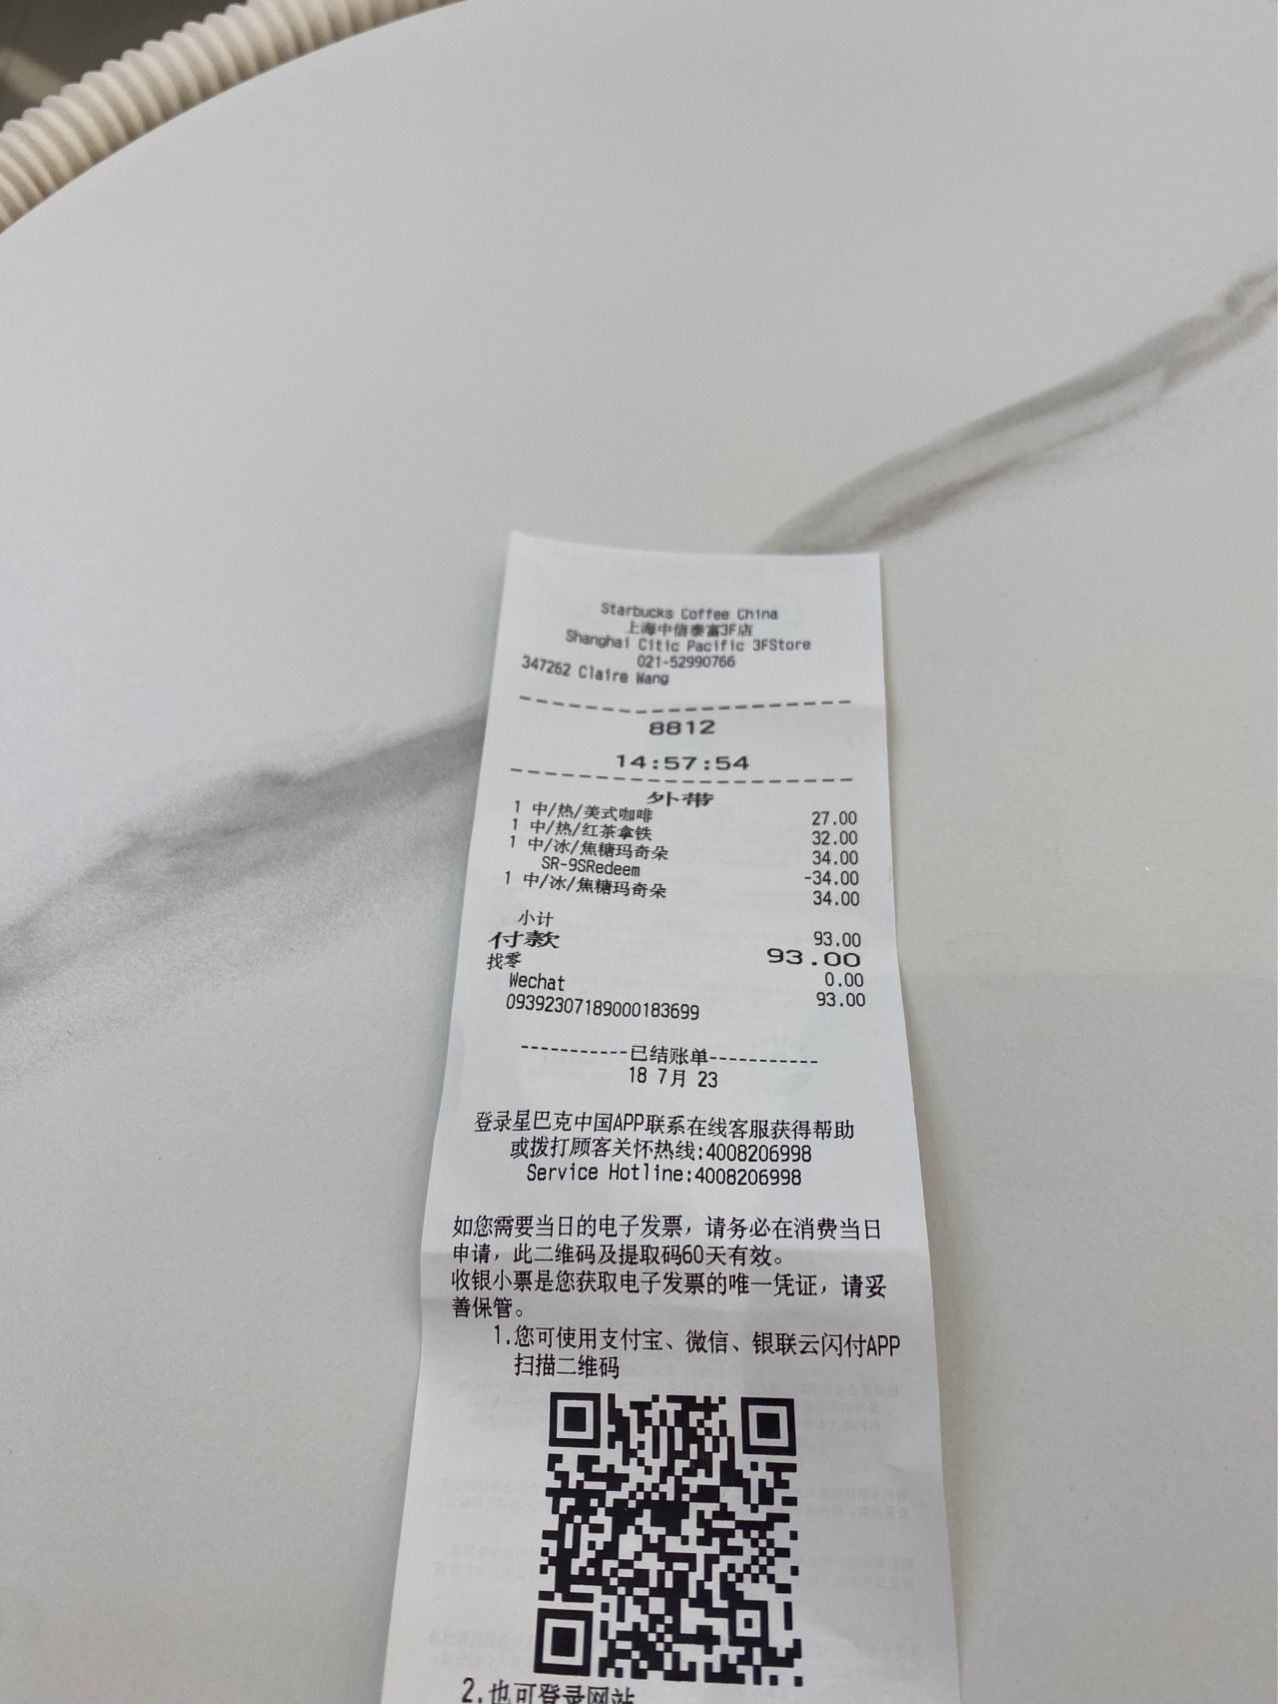 Starbucks Coffee China
上海中信泰富3F店
Shanghai Citic Pacific 3FStore
021-52990766
347262 Claire Wang
8812
14:57:54
外带
1 中/热/美式咖啡 27.00
1 中/热/红茶拿铁 32.00
1 中/冰/焦糖玛奇朵 34.00
SR-9SRedeem -34.00
1 中/冰/焦糖玛奇朵 34.00
小计 93.00
付款 93.00
找零 0.00
Wechat 93.00
09392307189000183699
-----------已结账单-----------
18 7月 23
登录星巴克中国APP联系在线客服获得帮助
或拨打顾客关怀热线:4008206998
Service Hotline:4008206998
如您需要当日的电子发票，请务必在消费当日
申请，此二维码及提取码60天有效。
收银小票是您获取电子发票的唯一凭证，请妥
善保管。
1.您可使用支付宝、微信、银联云闪付APP
扫描二维码
2.也可登录网站